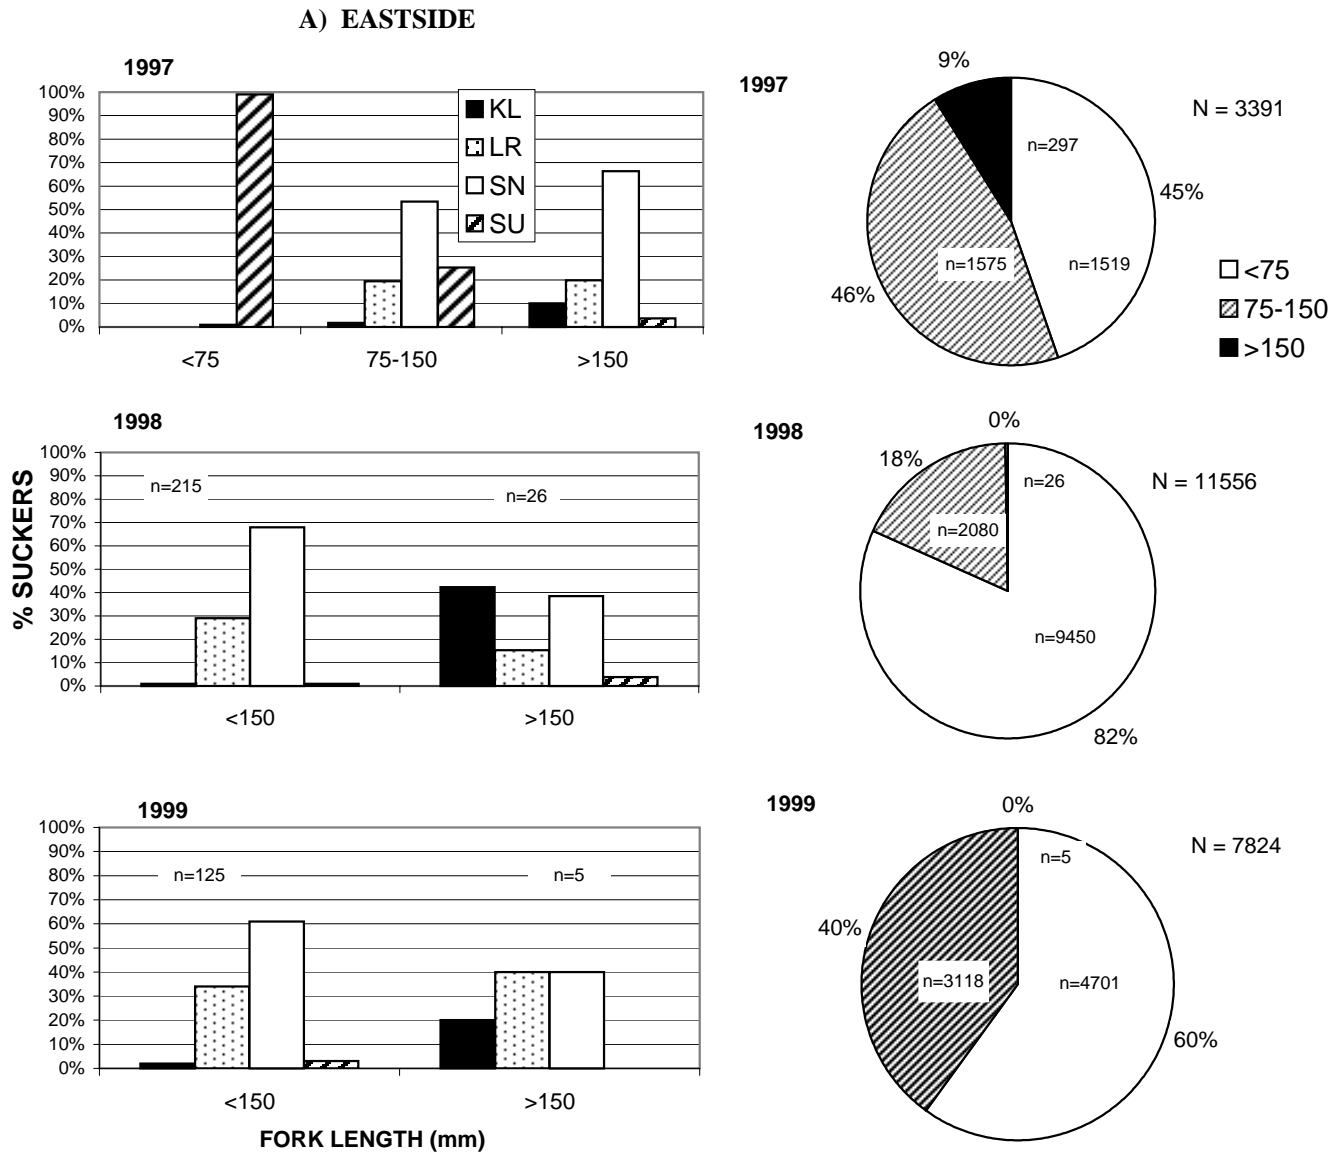 A) EASTSIDE
1997
100%
90%
80%
70%
60%
50%
40%
30%
20%
10%
0%
KL
LR
SN
SU
<75
75-150
>150
1997
9%
N = 3391
n=297
45%
n=1575
n=1519
46%
<75
75-150
>150
% SUCKERS
1998
100%
90%
80%
70%
60%
50%
40%
30%
20%
10%
0%
n=215
n=26
<150
>150
1998
0%
18%
n=26
N = 11556
n=2080
n=9450
82%
1999
100%
90%
80%
70%
60%
50%
40%
30%
20%
10%
0%
n=125
n=5
<150
>150
FORK LENGTH (mm)
1999
0%
N = 7824
n=5
40%
n=3118
n=4701
60%